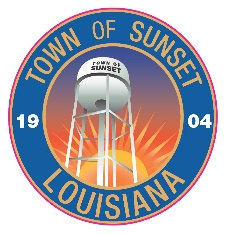 TOWN OF SUNSET
TOWN OF
SUNSET
19 04
LOUISIANA